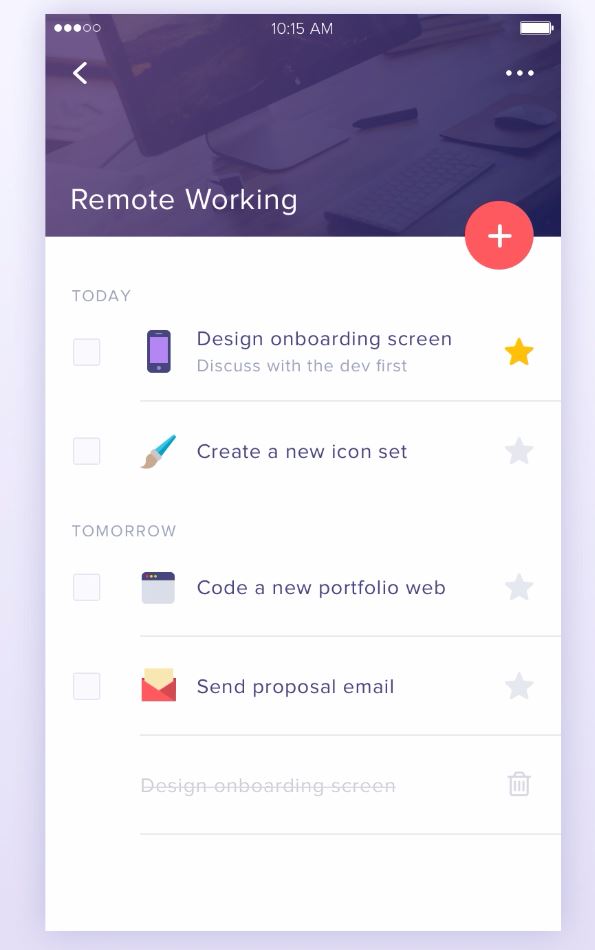 10:15 AM
Remote Working
TODAY
Design onboarding screen
Discuss with the dev first
Create a new icon set
TOMORROW
Code a new portfolio web
Send proposal email
Design onboarding screen